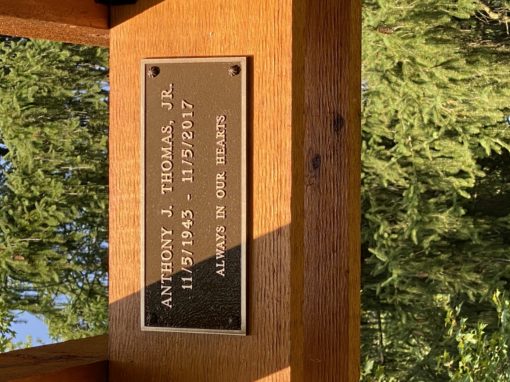 ANTHONY J. THOMAS, JR.
11/5/1943 - 11/5/2017
ALWAYS IN OUR HEARTS